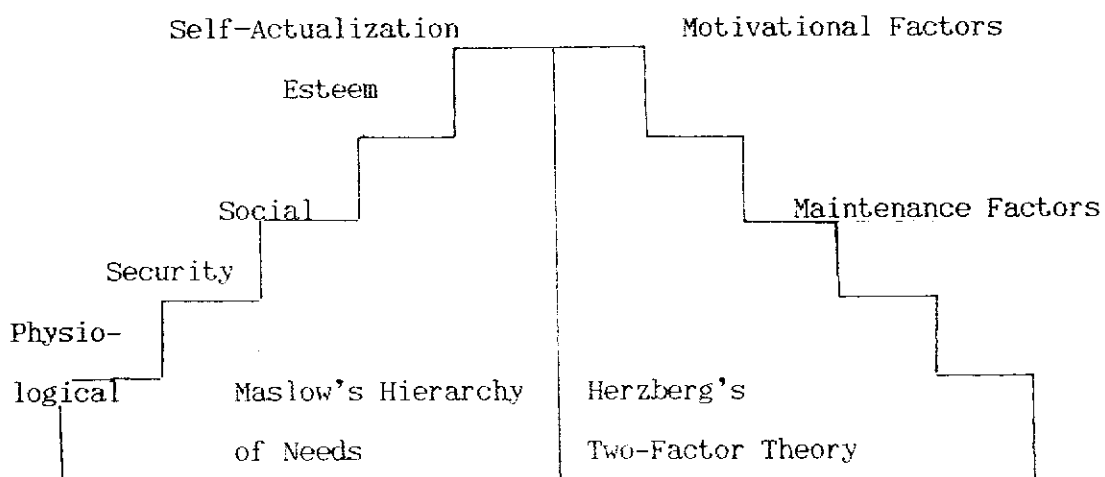 Self-Actualization
Motivational Factors
Esteem
Social
Maintenance Factors
Security
Physio-
logical
Maslow's Hierarchy
of Needs
Herzberg's
Two-Factor Theory